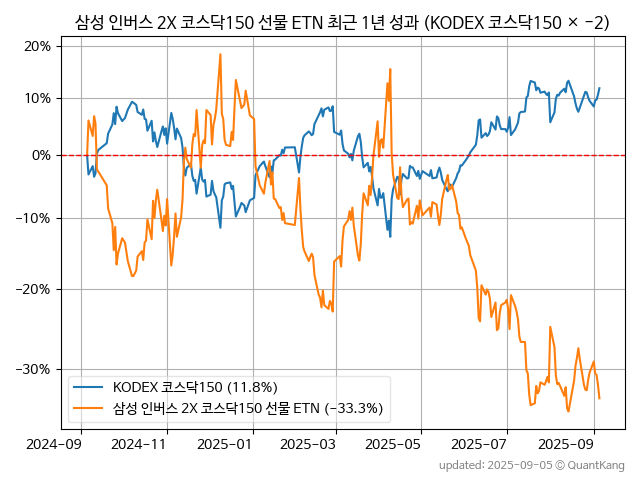 삼성 인버스 2X 코스닥150 선물 ETN 최근 1년 성과 (KODEX 코스닥150 × −2)
20%
10%
0%
−10%
−20%
−30%
KODEX 코스닥150 (11.8%)
삼성 인버스 2X 코스닥150 선물 ETN (−33.3%)
2024-09 2024-11 2025-01 2025-03 2025-05 2025-07 2025-09
updated: 2025-09-05 © QuantKang